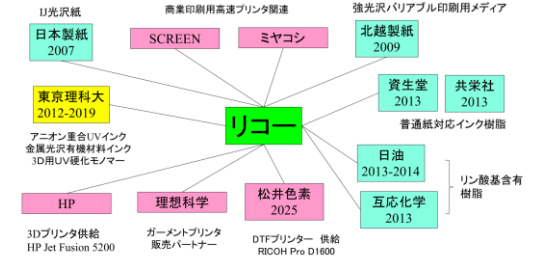 IJ光沢紙
商業印刷用高速プリンタ関連
強光沢バリアブル印刷用メディア
日本製紙
2007
SCREEN
ミヤコシ
北越製紙
2009
資生堂
2013
共栄社
2013
東京理科大
2012-2019
リコー
普通紙対応インク樹脂
アニオン重合UVインク
金属光沢有機材料インク
3D用UV硬化モノマー
日油
2013-2014
リン酸基含有
樹脂
互応化学
2013
HP
理想科学
松井色素
2025
3Dプリンタ供給
HP Jet Fusion 5200
ガーメントプリンタ
販売パートナー
DTFプリンター 供給
RICOH Pro D1600